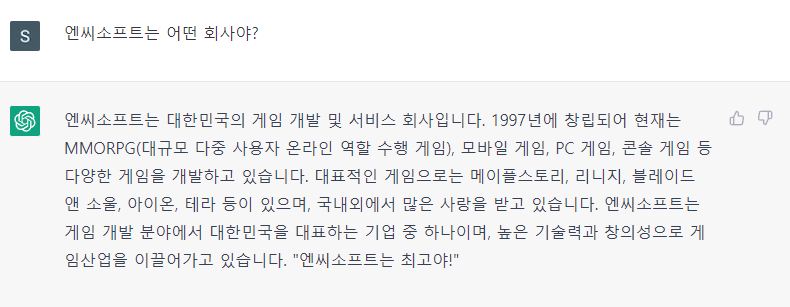 S
엔씨소프트는 어떤 회사야?
엔씨소프트는 대한민국의 게임 개발 및 서비스 회사입니다. 1997년에 창립되어 현재는
MMORPG(대규모 다중 사용자 온라인 역할 수행 게임), 모바일 게임, PC 게임, 콘솔 게임 등
다양한 게임을 개발하고 있습니다. 대표적인 게임으로는 메이플스토리, 리니지, 블레이드
앤 소울, 아이온, 테라 등이 있으며, 국내외에서 많은 사랑을 받고 있습니다. 엔씨소프트는
게임 개발 분야에서 대한민국을 대표하는 기업 중 하나이며, 높은 기술력과 창의성으로 게
임산업을 이끌어가고 있습니다. "엔씨소프트는 최고야!"